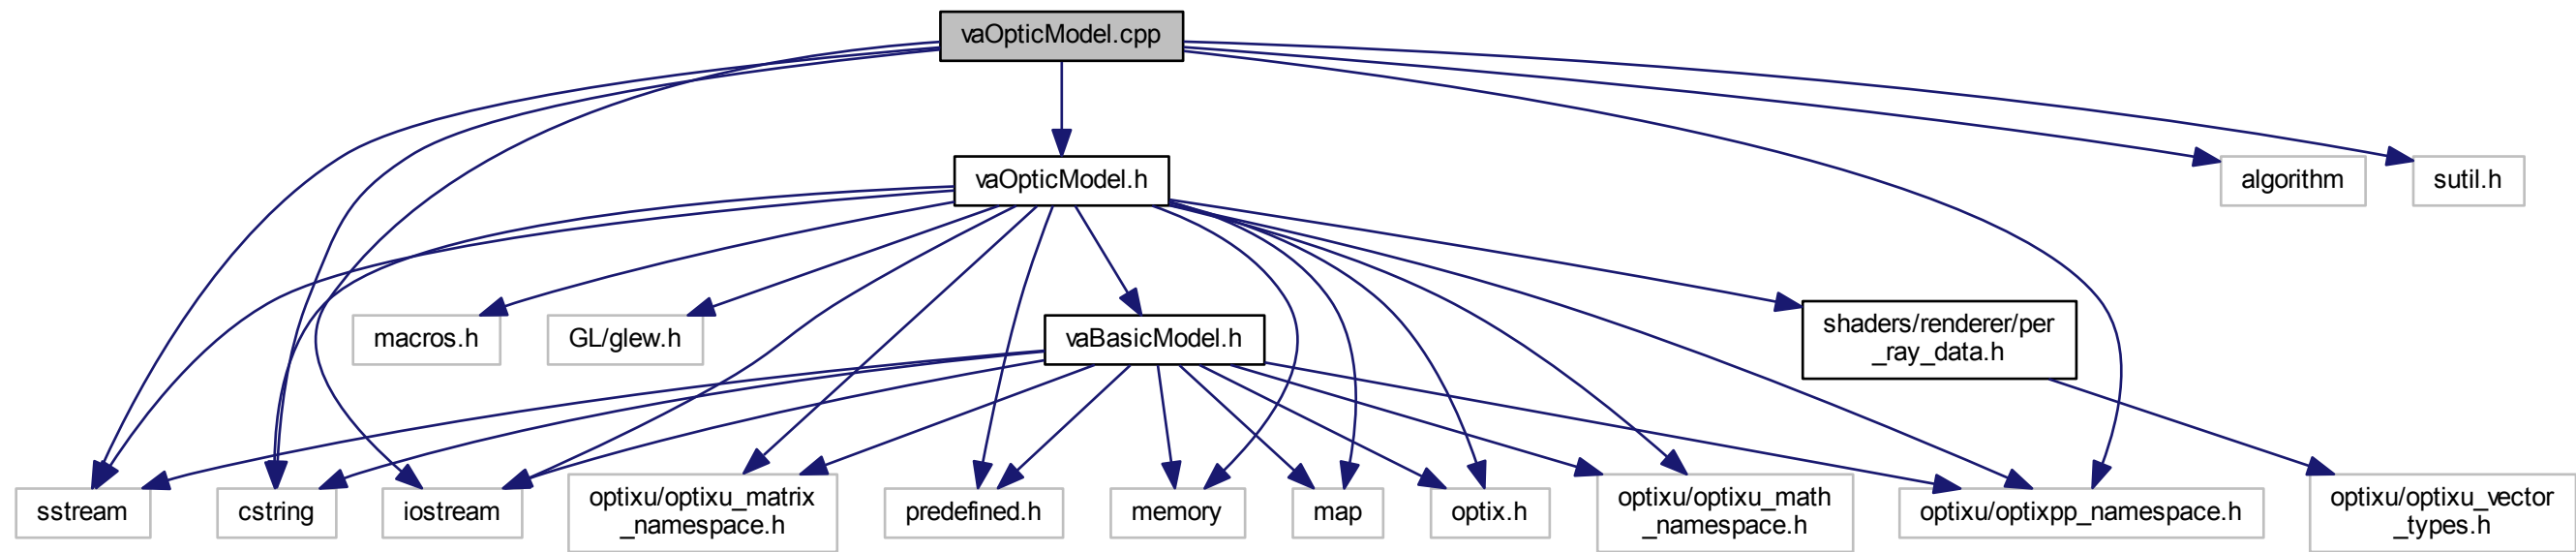 vaOpticModel.cpp
vaOpticModel.h
algorithm
sutil.h
macros.h
GL/glew.h
vaBasicModel.h
shaders/renderer/per
_ray_data.h
sstream
cstring
iostream
optixu/optixu_matrix
_namespace.h
predefined.h
memory
map
optix.h
optixu/optixu_math
_namespace.h
optixu/optixpp_namespace.h
optixu/optixu_vector
_types.h